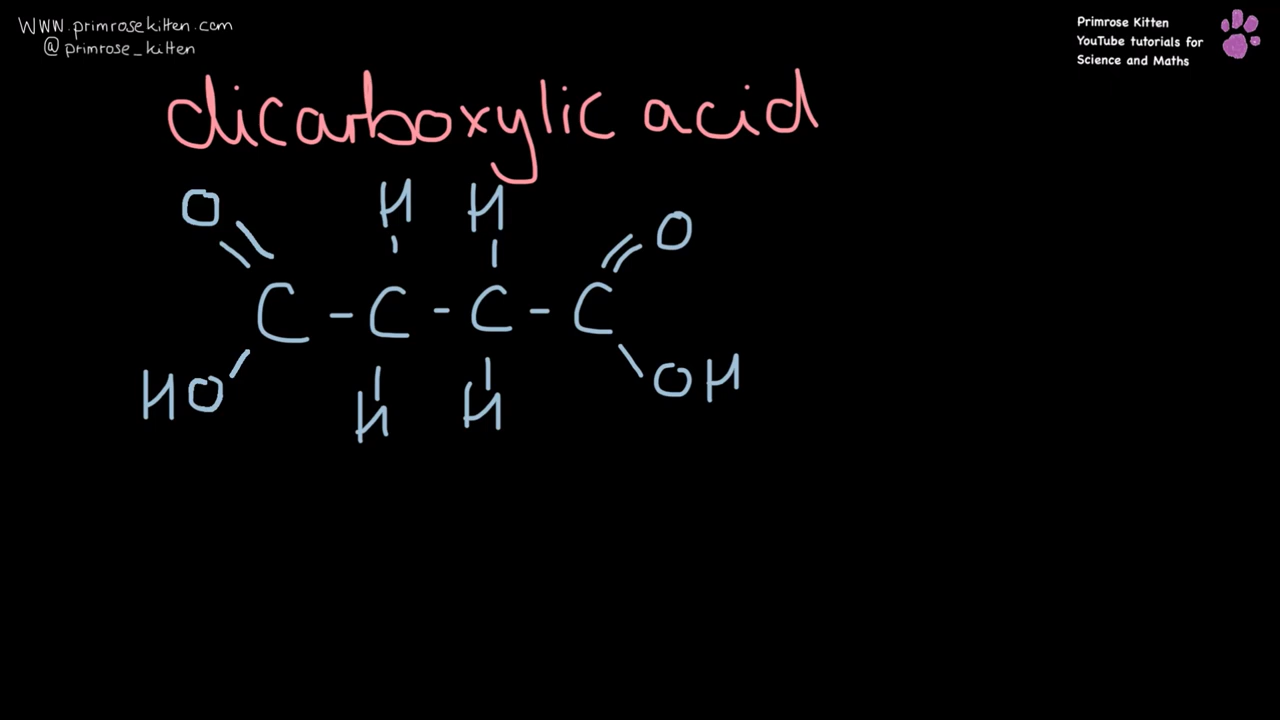 www.primrosekitten.com
@primrose_kitten
Primrose Kitten
YouTube tutorials for
Science and Maths
dicarboxylic acid
O H H O
C - C - C - C
HO H H OH